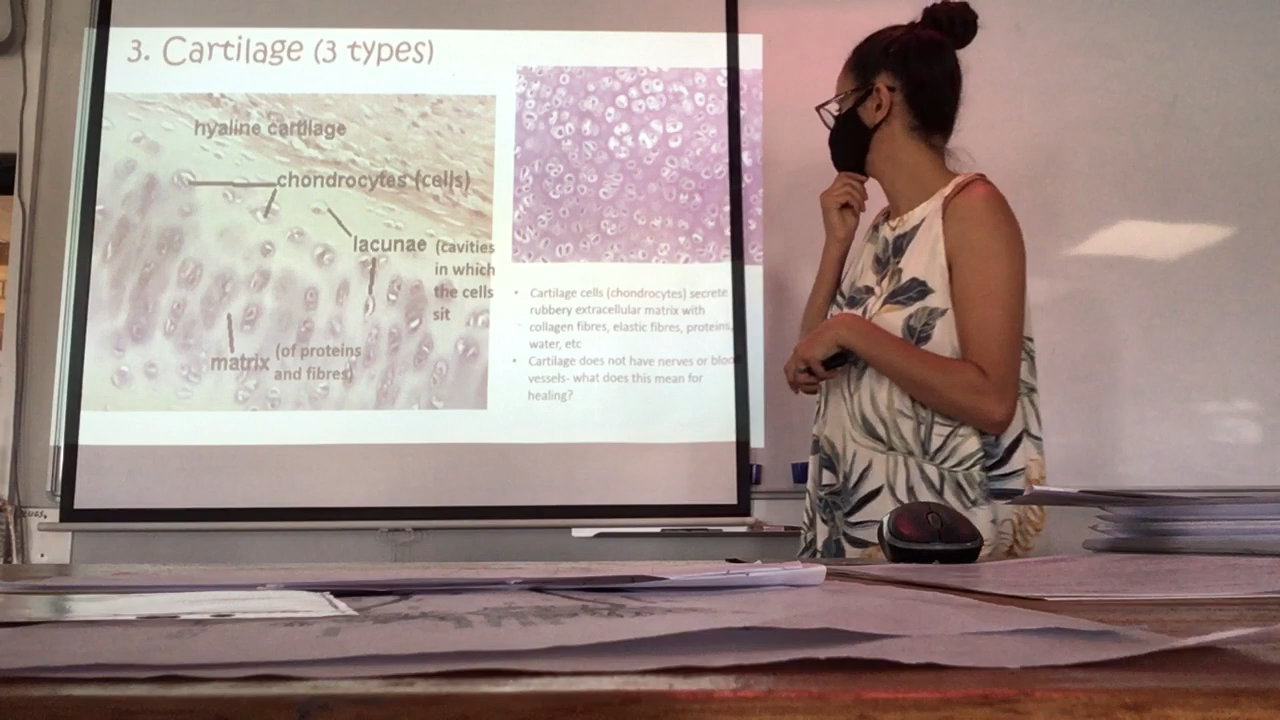 3. Cartilage (3 types)
hyaline cartilage
chondrocytes (cells)
lacunae (cavities
in which
the cells
sit
matrix (of proteins
and fibres)
• Cartilage cells (chondrocytes) secrete
rubbery extracellular matrix with
collagen fibres, elastic fibres, proteins,
water, etc
• Cartilage does not have nerves or blood
vessels- what does this mean for
healing?